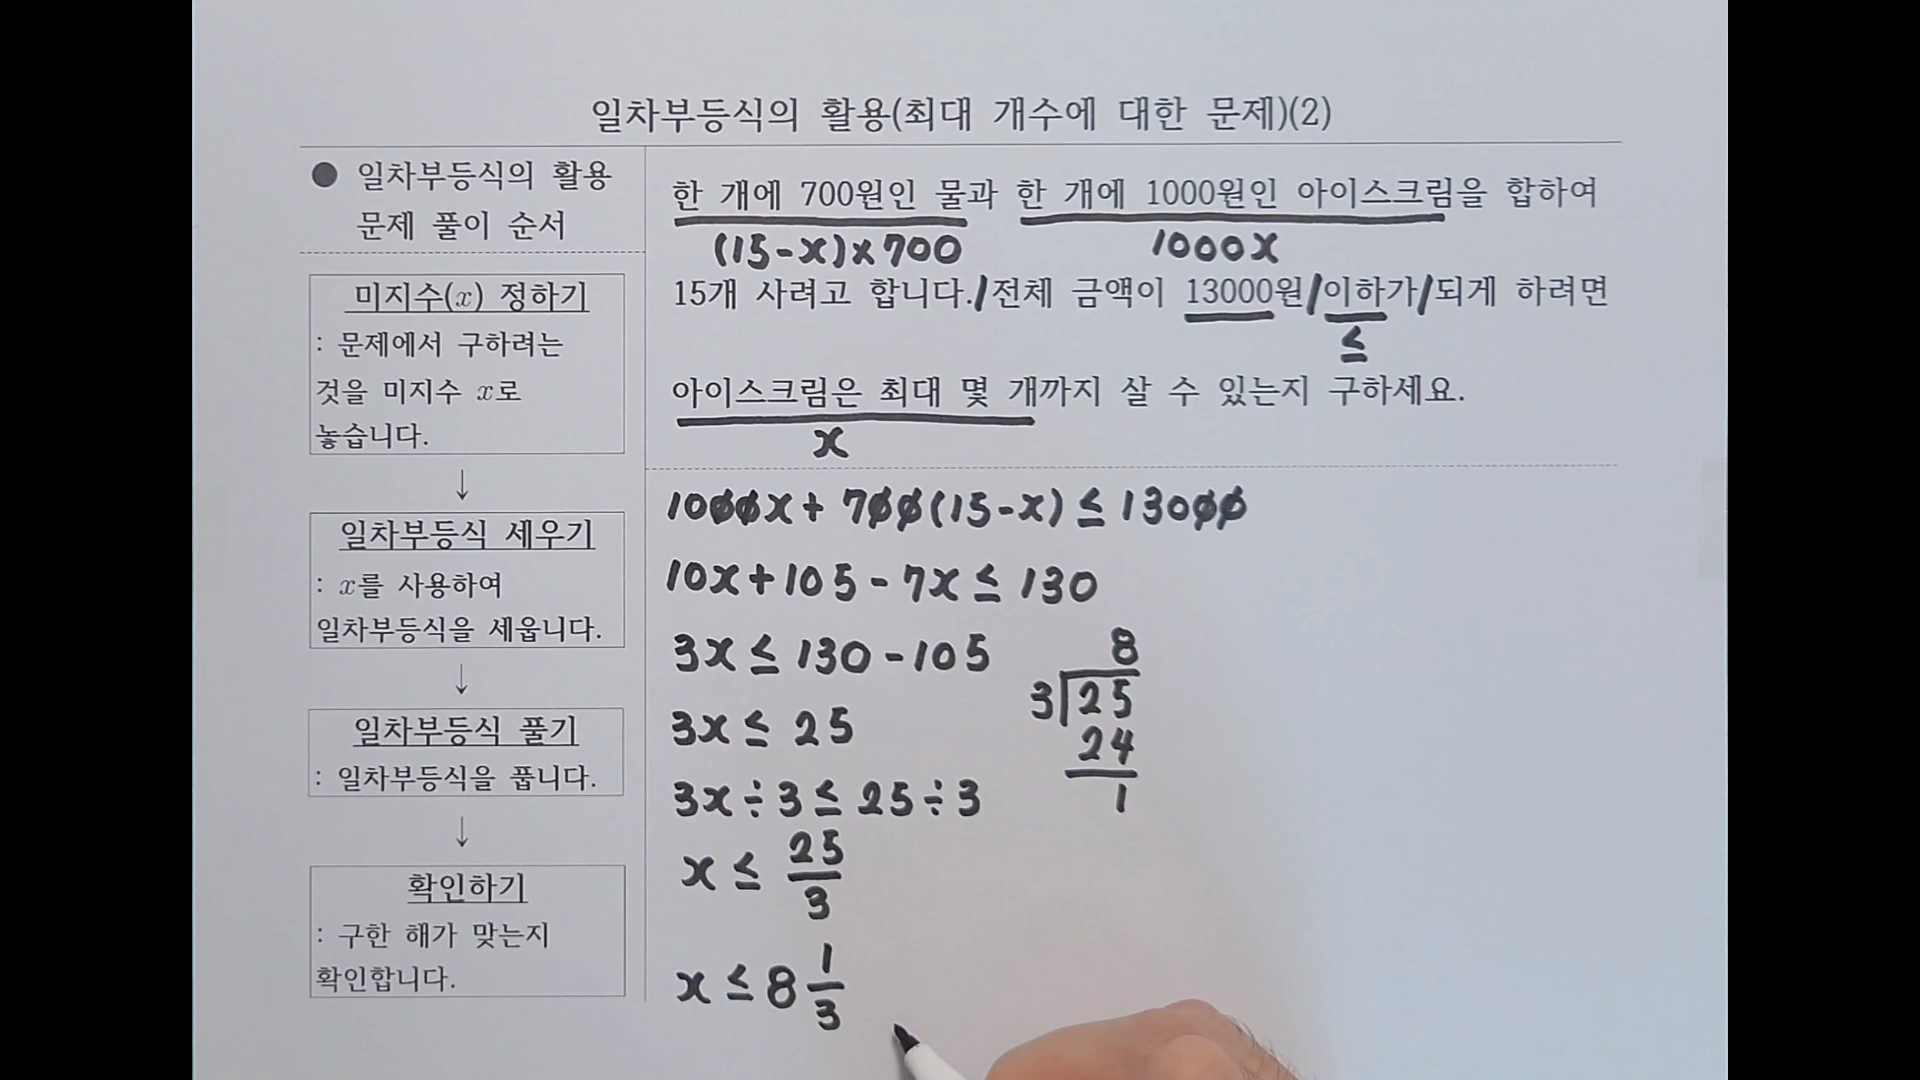 일차부등식의 활용(최대 개수에 대한 문제)(2)
● 일차부등식의 활용
문제 풀이 순서
미지수(x) 정하기
: 문제에서 구하려는
것을 미지수 x로
놓습니다.
↓
일차부등식 세우기
: x를 사용하여
일차부등식을 세웁니다.
↓
일차부등식 풀기
: 일차부등식을 풉니다.
↓
확인하기
: 구한 해가 맞는지
확인합니다.
한 개에 700원인 물과 한 개에 1000원인 아이스크림을 합하여
(15-x)×700 1000x
15개 사려고 합니다./전체 금액이 13000원/이하가/되게 하려면
≤
아이스크림은 최대 몇 개까지 살 수 있는지 구하세요.
x
1000x + 700(15-x) ≤ 13000
10x + 105 - 7x ≤ 130
3x ≤ 130 - 105
3x ≤ 25
3x ÷ 3 ≤ 25 ÷ 3
x ≤ 25/3
x ≤ 8 1/3
8
3 25
24
1